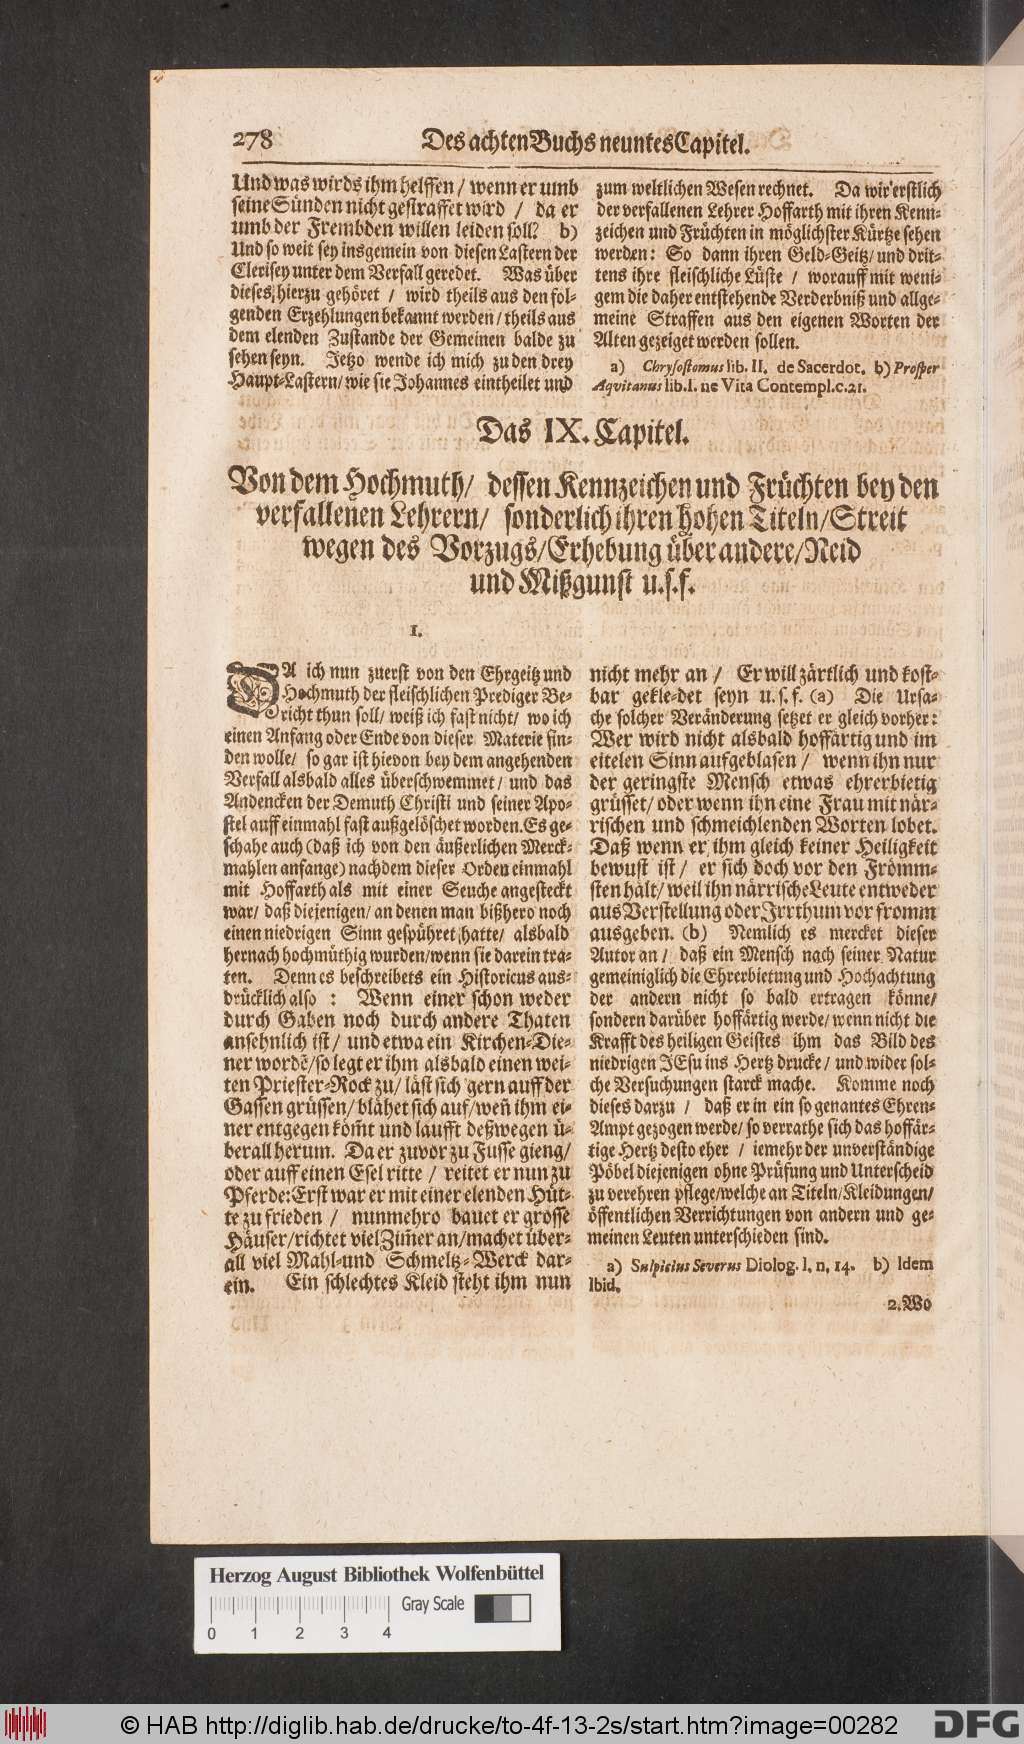 278
Des achten Buchs neuntes Capitel.
Und was wirds ihm helffen / wenn er umb
seine Sünden nicht gestraffet wird / da er
umb der Frembden willen leiden soll? b)
Und so weit sey insgemein von diesen Lastern der
Clerisey unter dem Verfall geredet. Was über
dieses, hierzu gehöret / wird theils aus den fol-
genden Erzehlungen bekannt werden / theils aus
dem elenden Zustande der Gemeinen balde zu
sehen seyn. Jetzo wende ich mich zu den drey
Haupt-Lastern / wie sie Johannes eintheilet und
zum weltlichen Wesen rechnet. Da wir erstlich
der verfallenen Lehrer Hoffarth mit ihren Kenn-
zeichen und Früchten in möglichster Kürtze sehen
werden: So dann ihren Geld-Geitz / und drit-
tens ihre fleischliche Lüste / worauff mit weni-
gem die daher entstehende Verderbniß und allge-
meine Straffen aus den eigenen Worten der
Alten gezeiget werden sollen.
a) Chrysostomus lib. II. de Sacerdot. b) Prosper
Aqvitanus lib. I. ne Vita Contempl. c. 21.
Das IX. Capitel.
Von dem Hochmuth / dessen Kennzeichen und Früchten bey den
verfallenen Lehrern / sonderlich ihren hohen Titeln / Streit
wegen des Vorzugs / Erhebung über andere / Neid
und Mißgunst u. s. f.
1.
DA ich nun zuerst von den Ehrgeitz und
Hochmuth der fleischlichen Prediger Be-
richt thun soll / weiß ich fast nicht / wo ich
einen Anfang oder Ende von dieser Materie fin-
den wolle / so gar ist hievon bey dem angehenden
Verfall alsbald alles überschwemmet / und das
Andencken der Demuth Christi und seiner Apo-
stel auff einmahl fast außgelöschet worden. Es ge-
schahe auch (daß ich von den äußerlichen Merck-
mahlen anfange) nachdem dieser Orden einmahl
mit Hoffarth als mit einer Seuche angesteckt
war / daß diejenigen / an denen man bißhero noch
einen niedrigen Sinn gespühret hatte / alsbald
hernach hochmüthig wurden / wenn sie darein tra-
ten. Denn es beschreibets ein Historicus aus-
drücklich also : Wenn einer schon weder
durch Gaben noch durch andere Thaten
ansehnlich ist / und etwa ein Kirchen-Die-
ner wordē / so legt er ihm alsbald einen wei-
ten Priester-Rock zu / läst sich gern auff der
Gassen grüssen / blähet sich auf / weñ ihm ei-
ner entgegen kom̃t und laufft deßwegen ü-
berall herum. Da er zuvor zu Fusse gieng /
oder auff einen Esel ritte / reitet er nun zu
Pferde: Erst war er mit einer elenden Hüt-
te zu frieden / nunmehro bauet er grosse
Häuser / richtet viel Zim̃er an / machet über-
all viel Mahl-und Schmeltz-Werck dar-
ein. Ein schlechtes Kleid steht ihm nun
nicht mehr an / Er will zärtlich und kost-
bar gekle-det seyn u. s. f. (a) Die Ursa-
che solcher Veränderung setzet er gleich vorher:
Wer wird nicht alsbald hoffärtig und im
eitelen Sinn aufgeblasen / wenn ihn nur
der geringste Mensch etwas ehrerbietig
grüsset / oder wenn ihn eine Frau mit när-
rischen und schmeichlenden Worten lobet.
Daß wenn er ihm gleich keiner Heiligkeit
bewust ist / er sich doch vor den Fröm̄-
sten hält / weil ihn närrische Leute entweder
aus Verstellung oder Irrthum vor fromm
ausgeben. (b) Nemlich es mercket dieser
Autor an / daß ein Mensch nach seiner Natur
gemeiniglich die Ehrerbietung und Hochachtung
der andern nicht so bald ertragen könne /
sondern darüber hoffärtig werde / wenn nicht die
Krafft des heiligen Geistes ihm das Bild des
niedrigen JEsu ins Hertz drucke / und wider sol-
che Versuchungen starck mache. Komme noch
dieses darzu / daß er in ein so genantes Ehren-
Ampt gezogen werde / so verrathe sich das hoffär-
tige Hertz desto eher / iemehr der unverständige
Pöbel diejenigen ohne Prüfung und Unterscheid
zu verehren pflege / welche an Titeln / Kleidungen /
öffentlichen Verrichtungen von andern und ge-
meinen Leuten unterschieden sind.
a) Sulpicius Severus Diolog. I, n, 14. b) Idem
Ibid.
2. Wo
Herzog August Bibliothek Wolfenbüttel
Gray Scale
0 1 2 3 4
© HAB http://diglib.hab.de/drucke/to-4f-13-2s/start.htm?image=00282
DFG